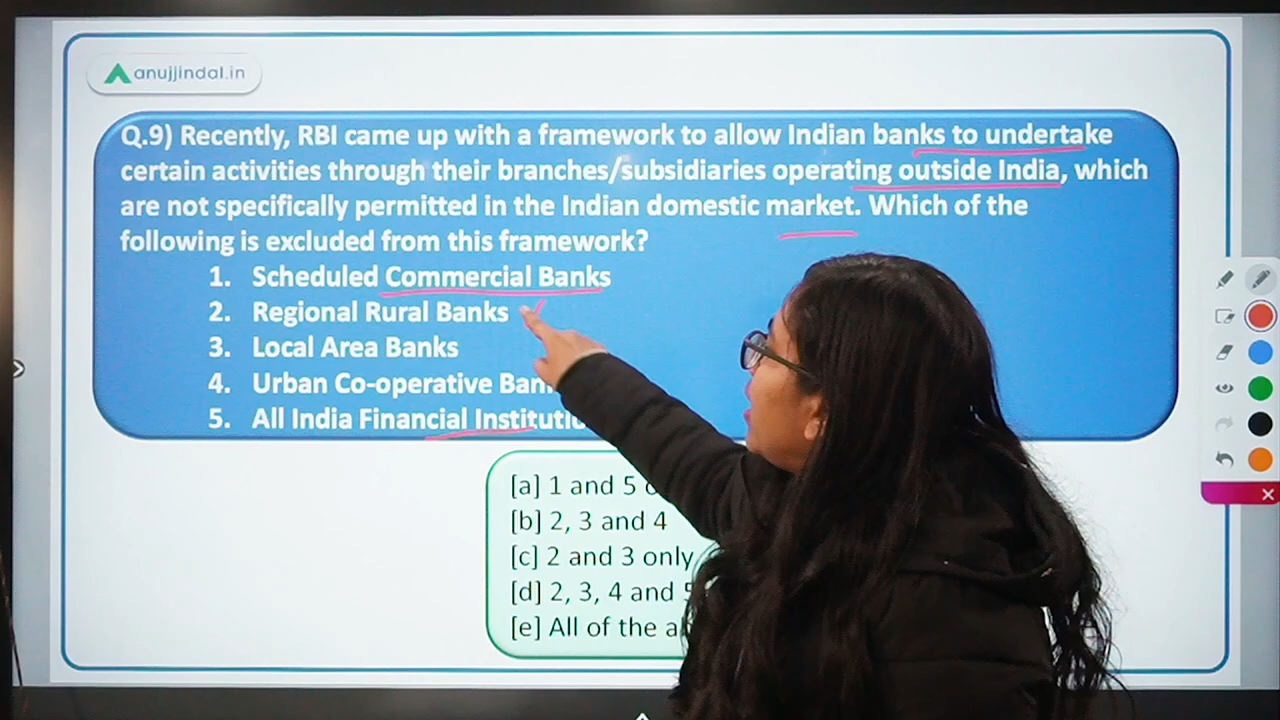 anujjindal.in
Q.9) Recently, RBI came up with a framework to allow Indian banks to undertake
certain activities through their branches/subsidiaries operating outside India, which
are not specifically permitted in the Indian domestic market. Which of the
following is excluded from this framework?
1. Scheduled Commercial Banks
2. Regional Rural Banks
3. Local Area Banks
4. Urban Co-operative
5. All India Financial
[a] 1 and 5
[b] 2, 3 and 4
[c] 2 and 3 only
[d] 2, 3, 4 and 5
[e] All of the